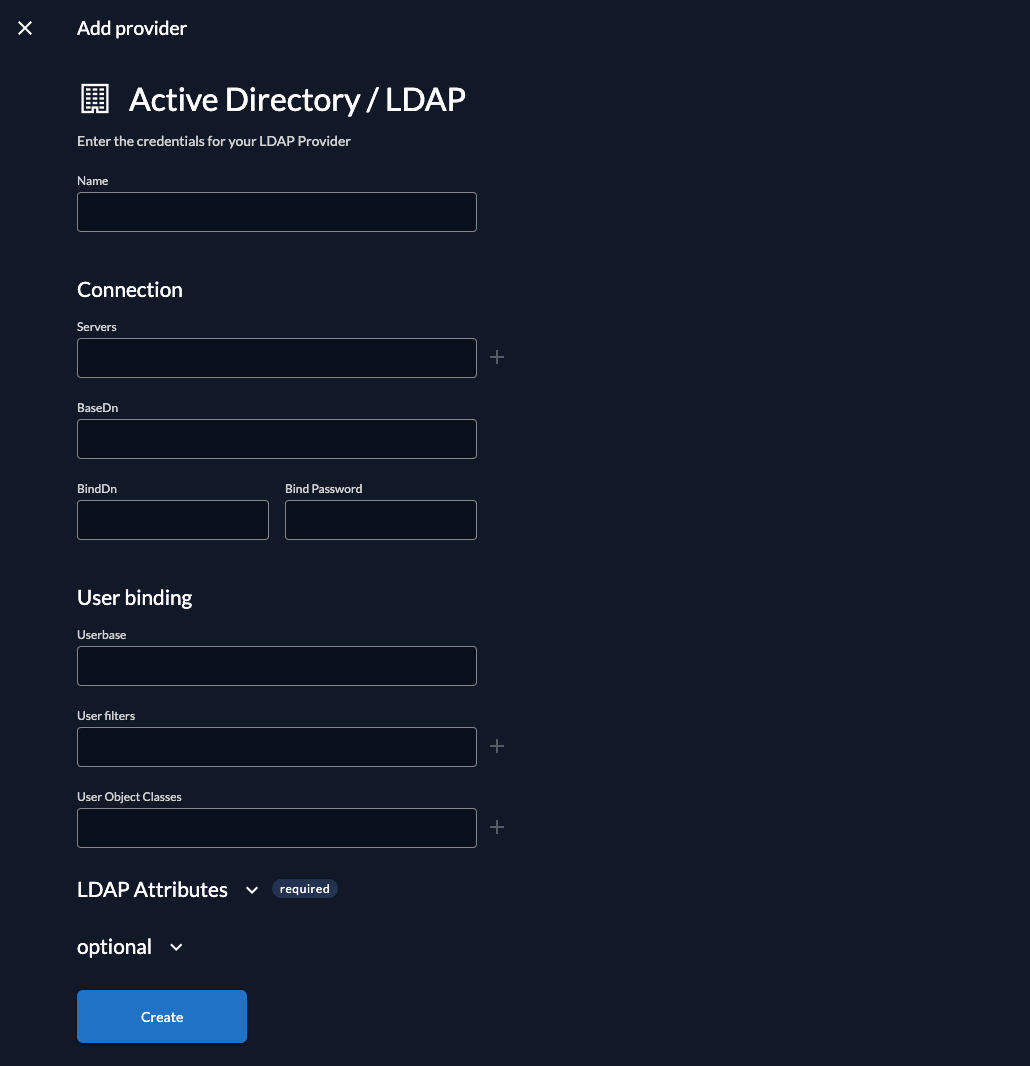 Add provider
Active Directory / LDAP
Enter the credentials for your LDAP Provider
Name
Connection
Servers
BaseDn
BindDn Bind Password
User binding
Userbase
User filters
User Object Classes
LDAP Attributes required
optional
Create